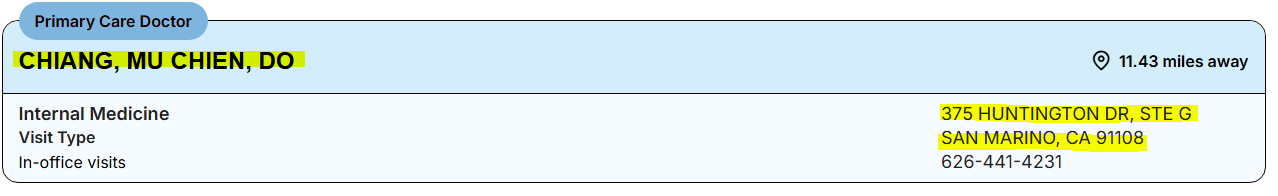 Primary Care Doctor
CHIANG, MU CHIEN, DO
11.43 miles away
Internal Medicine
Visit Type
In-office visits
375 HUNTINGTON DR, STE G
SAN MARINO, CA 91108
626-441-4231